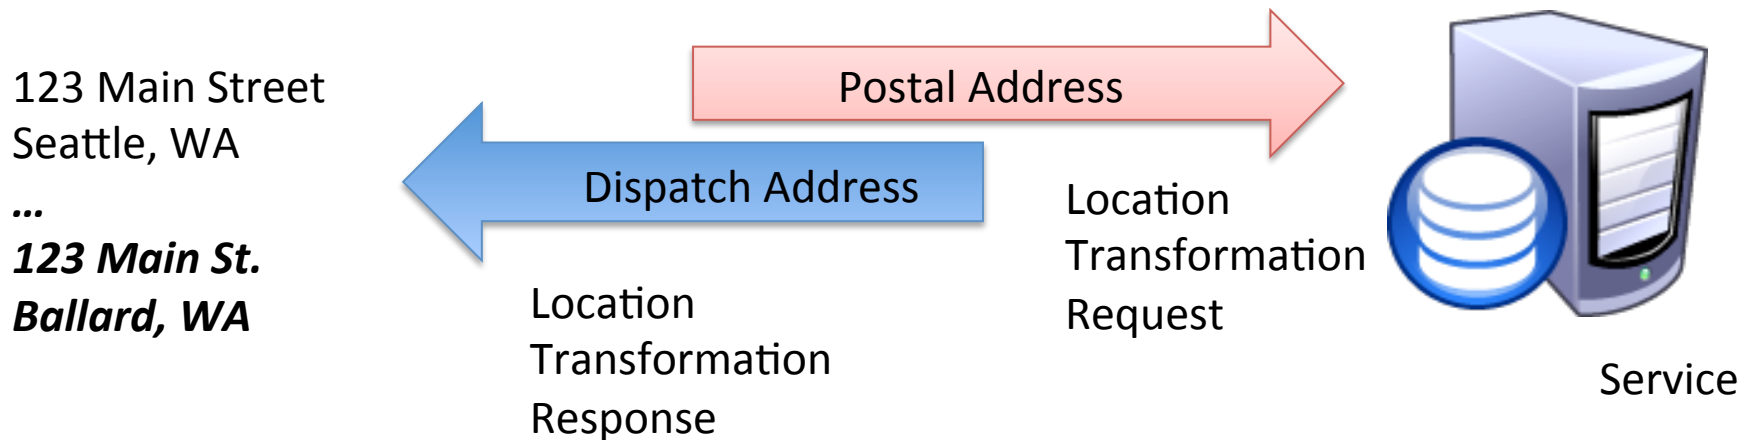 123 Main Street
Seattle, WA
…
123 Main St.
Ballard, WA
Postal Address
Dispatch Address
Location
Transformation
Request
Location
Transformation
Response
Service